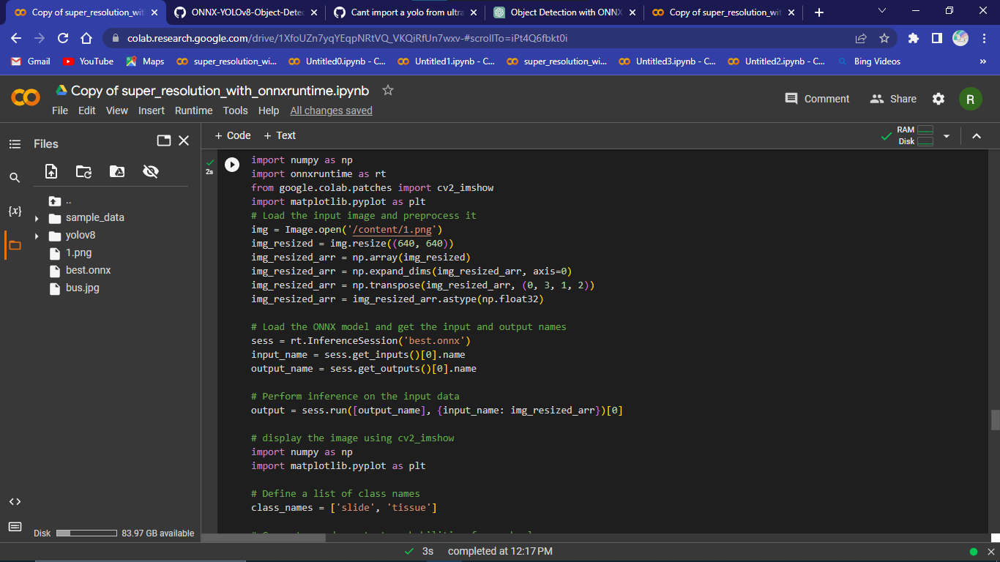 Copy of super_resolution_wit
ONNX-YOLOv8-Object-Detec
Cant import a yolo from ultra
Object Detection with ONNX
Copy of super_resolution_wit
colab.research.google.com/drive/1XfoUZn7yqYEqpNRtVQ_VKQiRfUn7wxv-#scrollTo=iPt4Q6fbkt0i
Gmail YouTube Maps super_resolution_wi... Untitled0.ipynb - C... Untitled1.ipynb - C... super_resolution_wi... Untitled3.ipynb - C... Untitled2.ipynb - C... Bing Videos »
Copy of super_resolution_with_onnxruntime.ipynb
Comment Share R
File Edit View Insert Runtime Tools Help All changes saved
Files
+ Code + Text
RAM
Disk
..
sample_data
yolov8
1.png
best.onnx
bus.jpg
{x}
<>
Disk 83.97 GB available
2s
import numpy as np
import onnxruntime as rt
from google.colab.patches import cv2_imshow
import matplotlib.pyplot as plt
# Load the input image and preprocess it
img = Image.open('/content/1.png')
img_resized = img.resize((640, 640))
img_resized_arr = np.array(img_resized)
img_resized_arr = np.expand_dims(img_resized_arr, axis=0)
img_resized_arr = np.transpose(img_resized_arr, (0, 3, 1, 2))
img_resized_arr = img_resized_arr.astype(np.float32)
# Load the ONNX model and get the input and output names
sess = rt.InferenceSession('best.onnx')
input_name = sess.get_inputs()[0].name
output_name = sess.get_outputs()[0].name
# Perform inference on the input data
output = sess.run([output_name], {input_name: img_resized_arr})[0]
# display the image using cv2_imshow
import numpy as np
import matplotlib.pyplot as plt
# Define a list of class names
class_names = ['slide', 'tissue']
3s completed at 12:17 PM